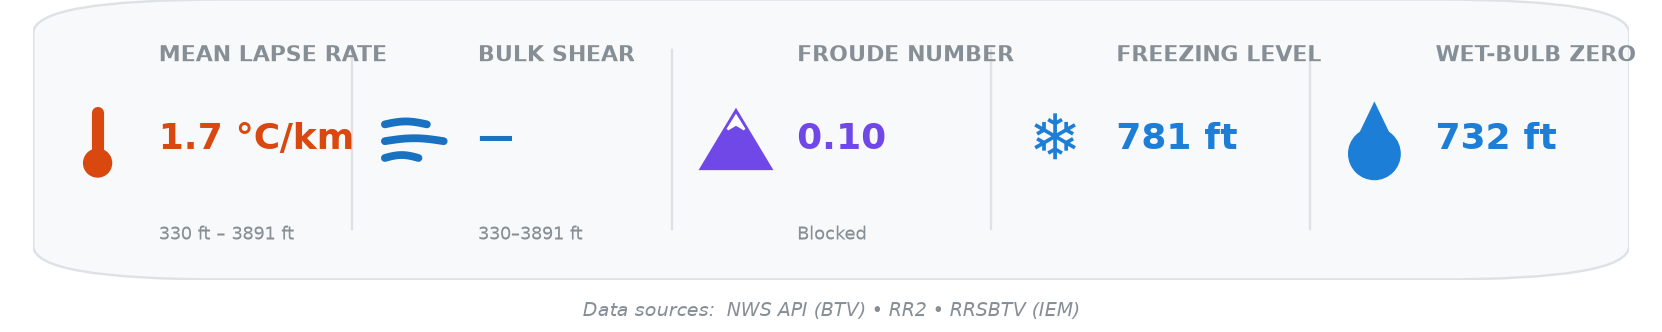 MEAN LAPSE RATE
1.7 °C/km
330 ft – 3891 ft
BULK SHEAR
—
330–3891 ft
FROUDE NUMBER
0.10
Blocked
FREEZING LEVEL
781 ft
WET-BULB ZERO
732 ft
Data sources: NWS API (BTV) • RR2 • RRSBTV (IEM)